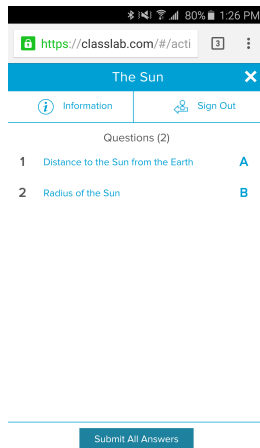 80% 1:26 PM
https://classlab.com/#/acti 3
The Sun
Information Sign Out
Questions (2)
1 Distance to the Sun from the Earth A
2 Radius of the Sun B
Submit All Answers